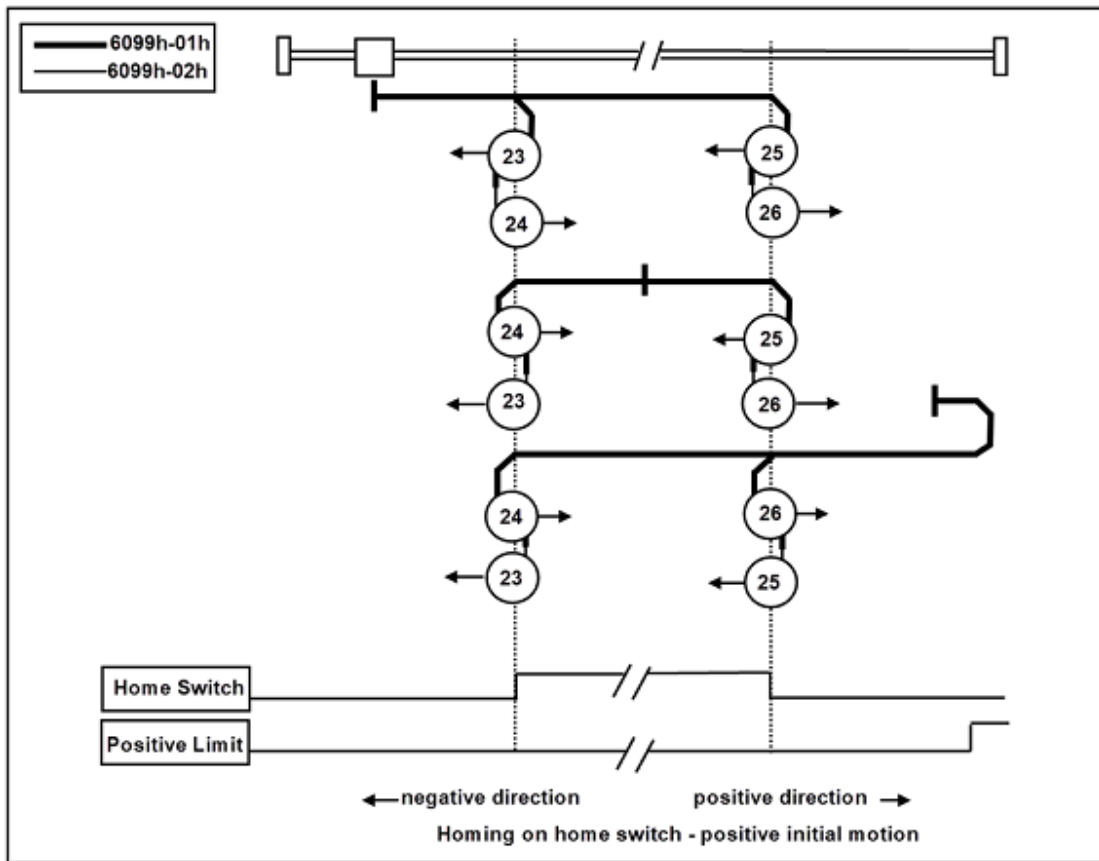 6099h-01h
6099h-02h
23
25
24
26
24
25
23
26
24
26
23
25
Home Switch
Positive Limit
negative direction
positive direction
Homing on home switch - positive initial motion